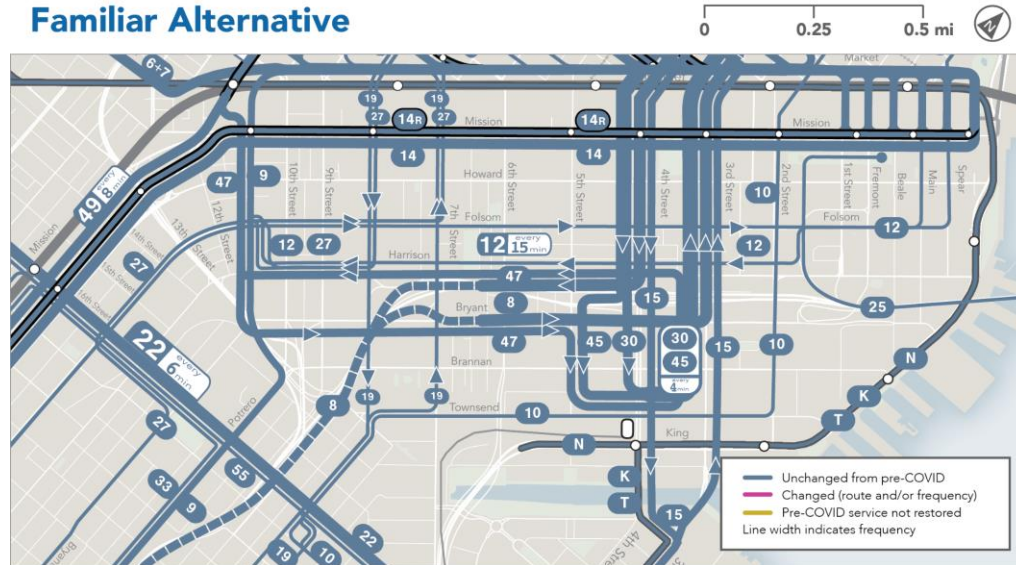 Familiar Alternative
0 0.25 0.5 mi
N
6+7
Market
19
19
27
27
14R
14R
Mission
Mission
14
14
49 every 8 min
Mission
47
9
10th Street
9th Street
7th Street
6th Street
5th Street
4th Street
3rd Street
2nd Street
1st Street
Fremont
Beale
Main
Spear
Howard
10
12th Street
13th Street
14th Street
15th Street
16th Street
Folsom
Folsom
12
27
12 every 15 min
12
12
27
Harrison
47
15
25
8
Bryant
47
45
30
30
45
every 4 min
15
10
22 every 6 min
Brannan
N
K
T
8
19
19
Townsend
10
Potrero
27
N
King
55
33
9
K
T
15
22
19
10
Bryant
4th Street
Unchanged from pre-COVID
Changed (route and/or frequency)
Pre-COVID service not restored
Line width indicates frequency